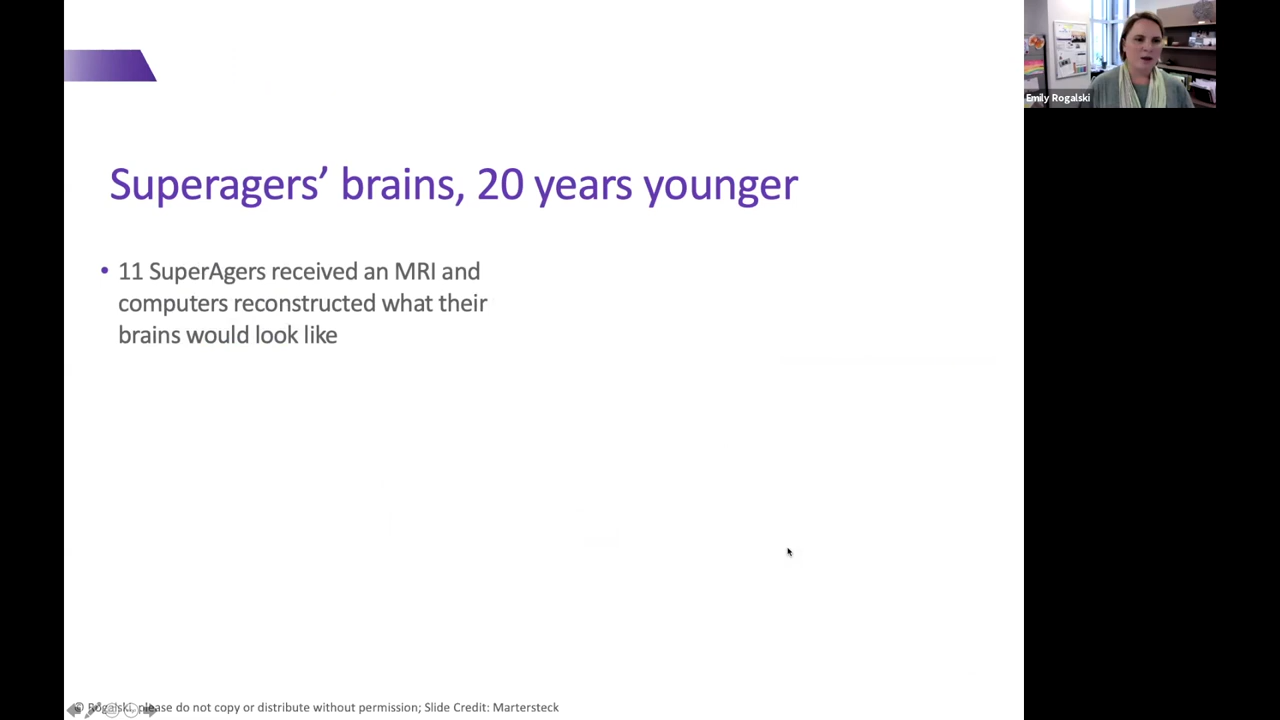 Emily Rogalski
Superagers’ brains, 20 years younger
• 11 SuperAgers received an MRI and
computers reconstructed what their
brains would look like
© Rogalski, please do not copy or distribute without permission; Slide Credit: Martersteck